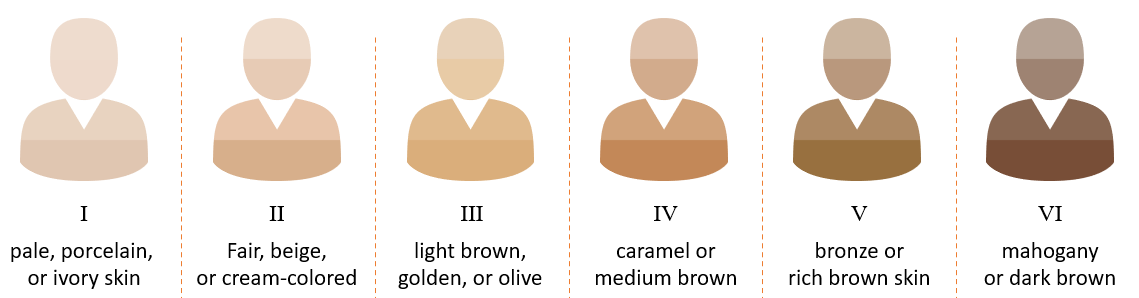 I
pale, porcelain,
or ivory skin
II
Fair, beige,
or cream-colored
III
light brown,
golden, or olive
IV
caramel or
medium brown
V
bronze or
rich brown skin
VI
mahogany
or dark brown